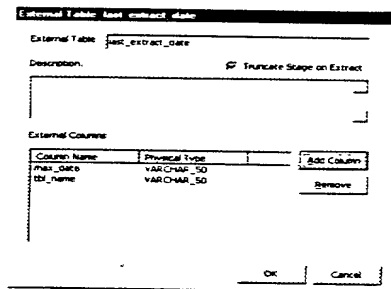 External Table last_extract_date
External Table last_extract_date
Description: Truncate Stage on Extract
External Columns
Column Name Physical Type
max_date VARCHAR_50
tbl_name VARCHAR_50
Add Column
Remove
OK Cancel